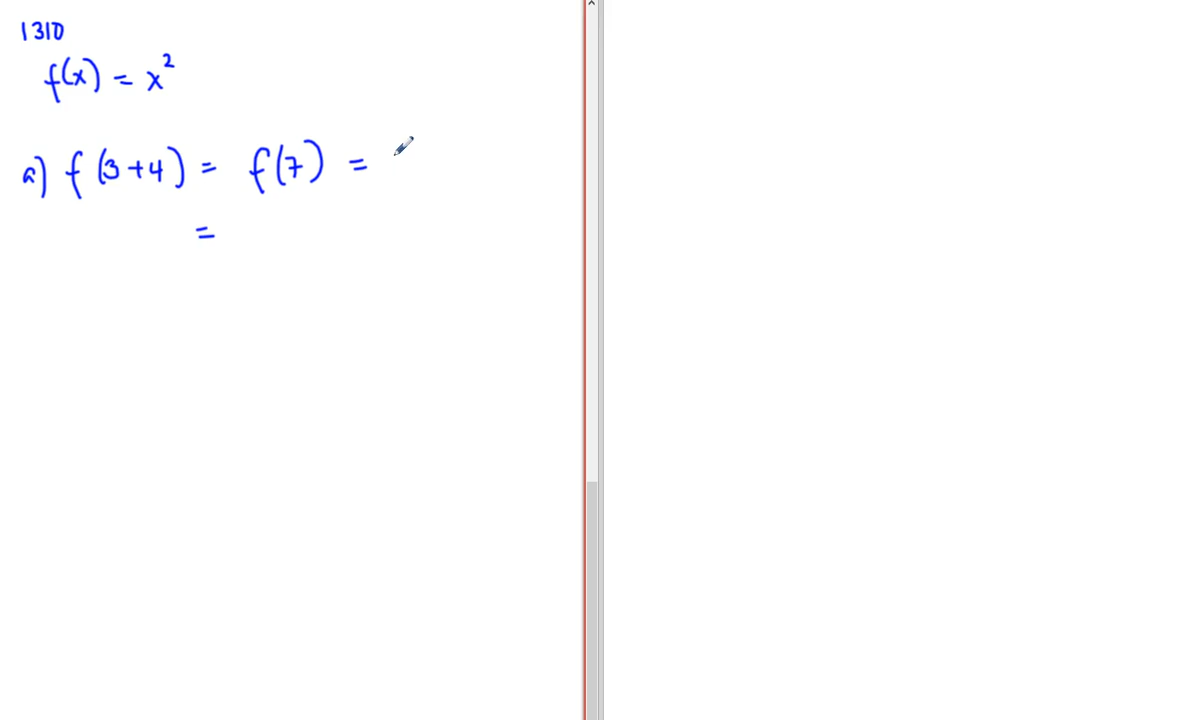 1310
f(x) = x²
a) f(3+4) = f(7) =
=